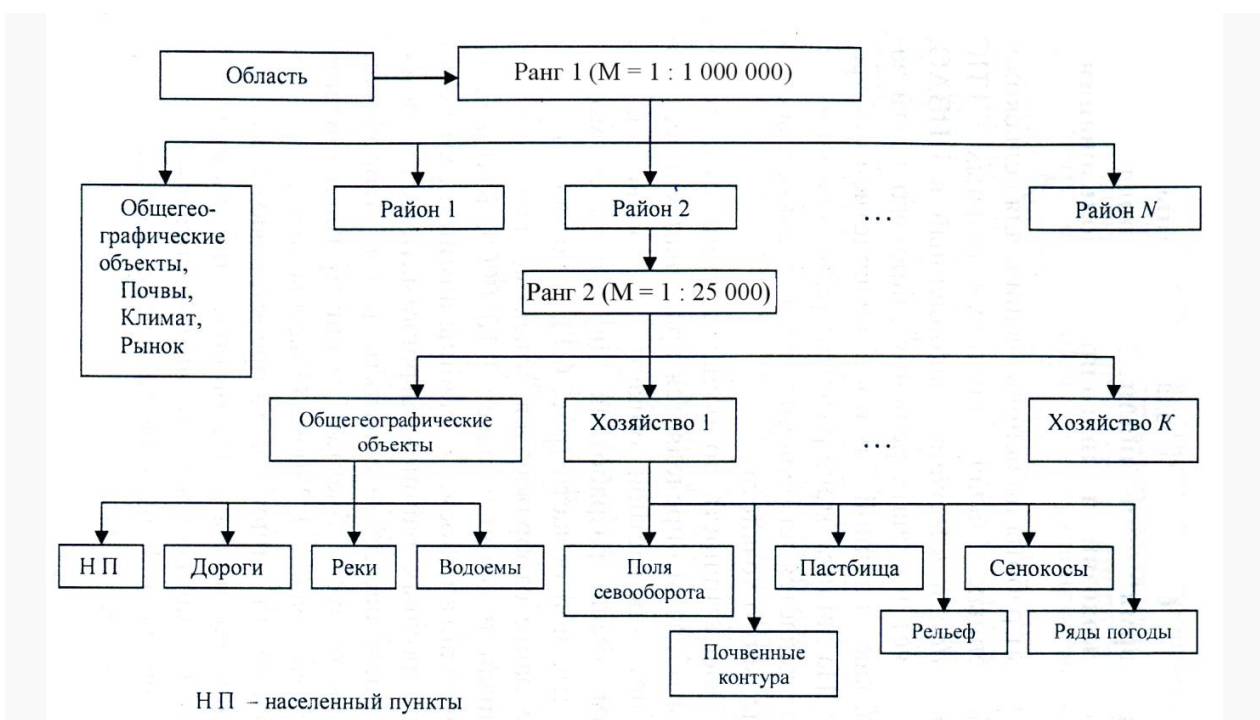 Область
Ранг 1 (М = 1 : 1 000 000)
Общегео-
графические
объекты,
Почвы,
Климат,
Рынок
Район 1
Район 2
...
Район N
Ранг 2 (М = 1 : 25 000)
Общегеографические
объекты
Хозяйство 1
...
Хозяйство К
Н П
Дороги
Реки
Водоемы
Поля
севооборота
Пастбища
Сенокосы
Почвенные
контура
Рельеф
Ряды погоды
Н П – населенный пункты